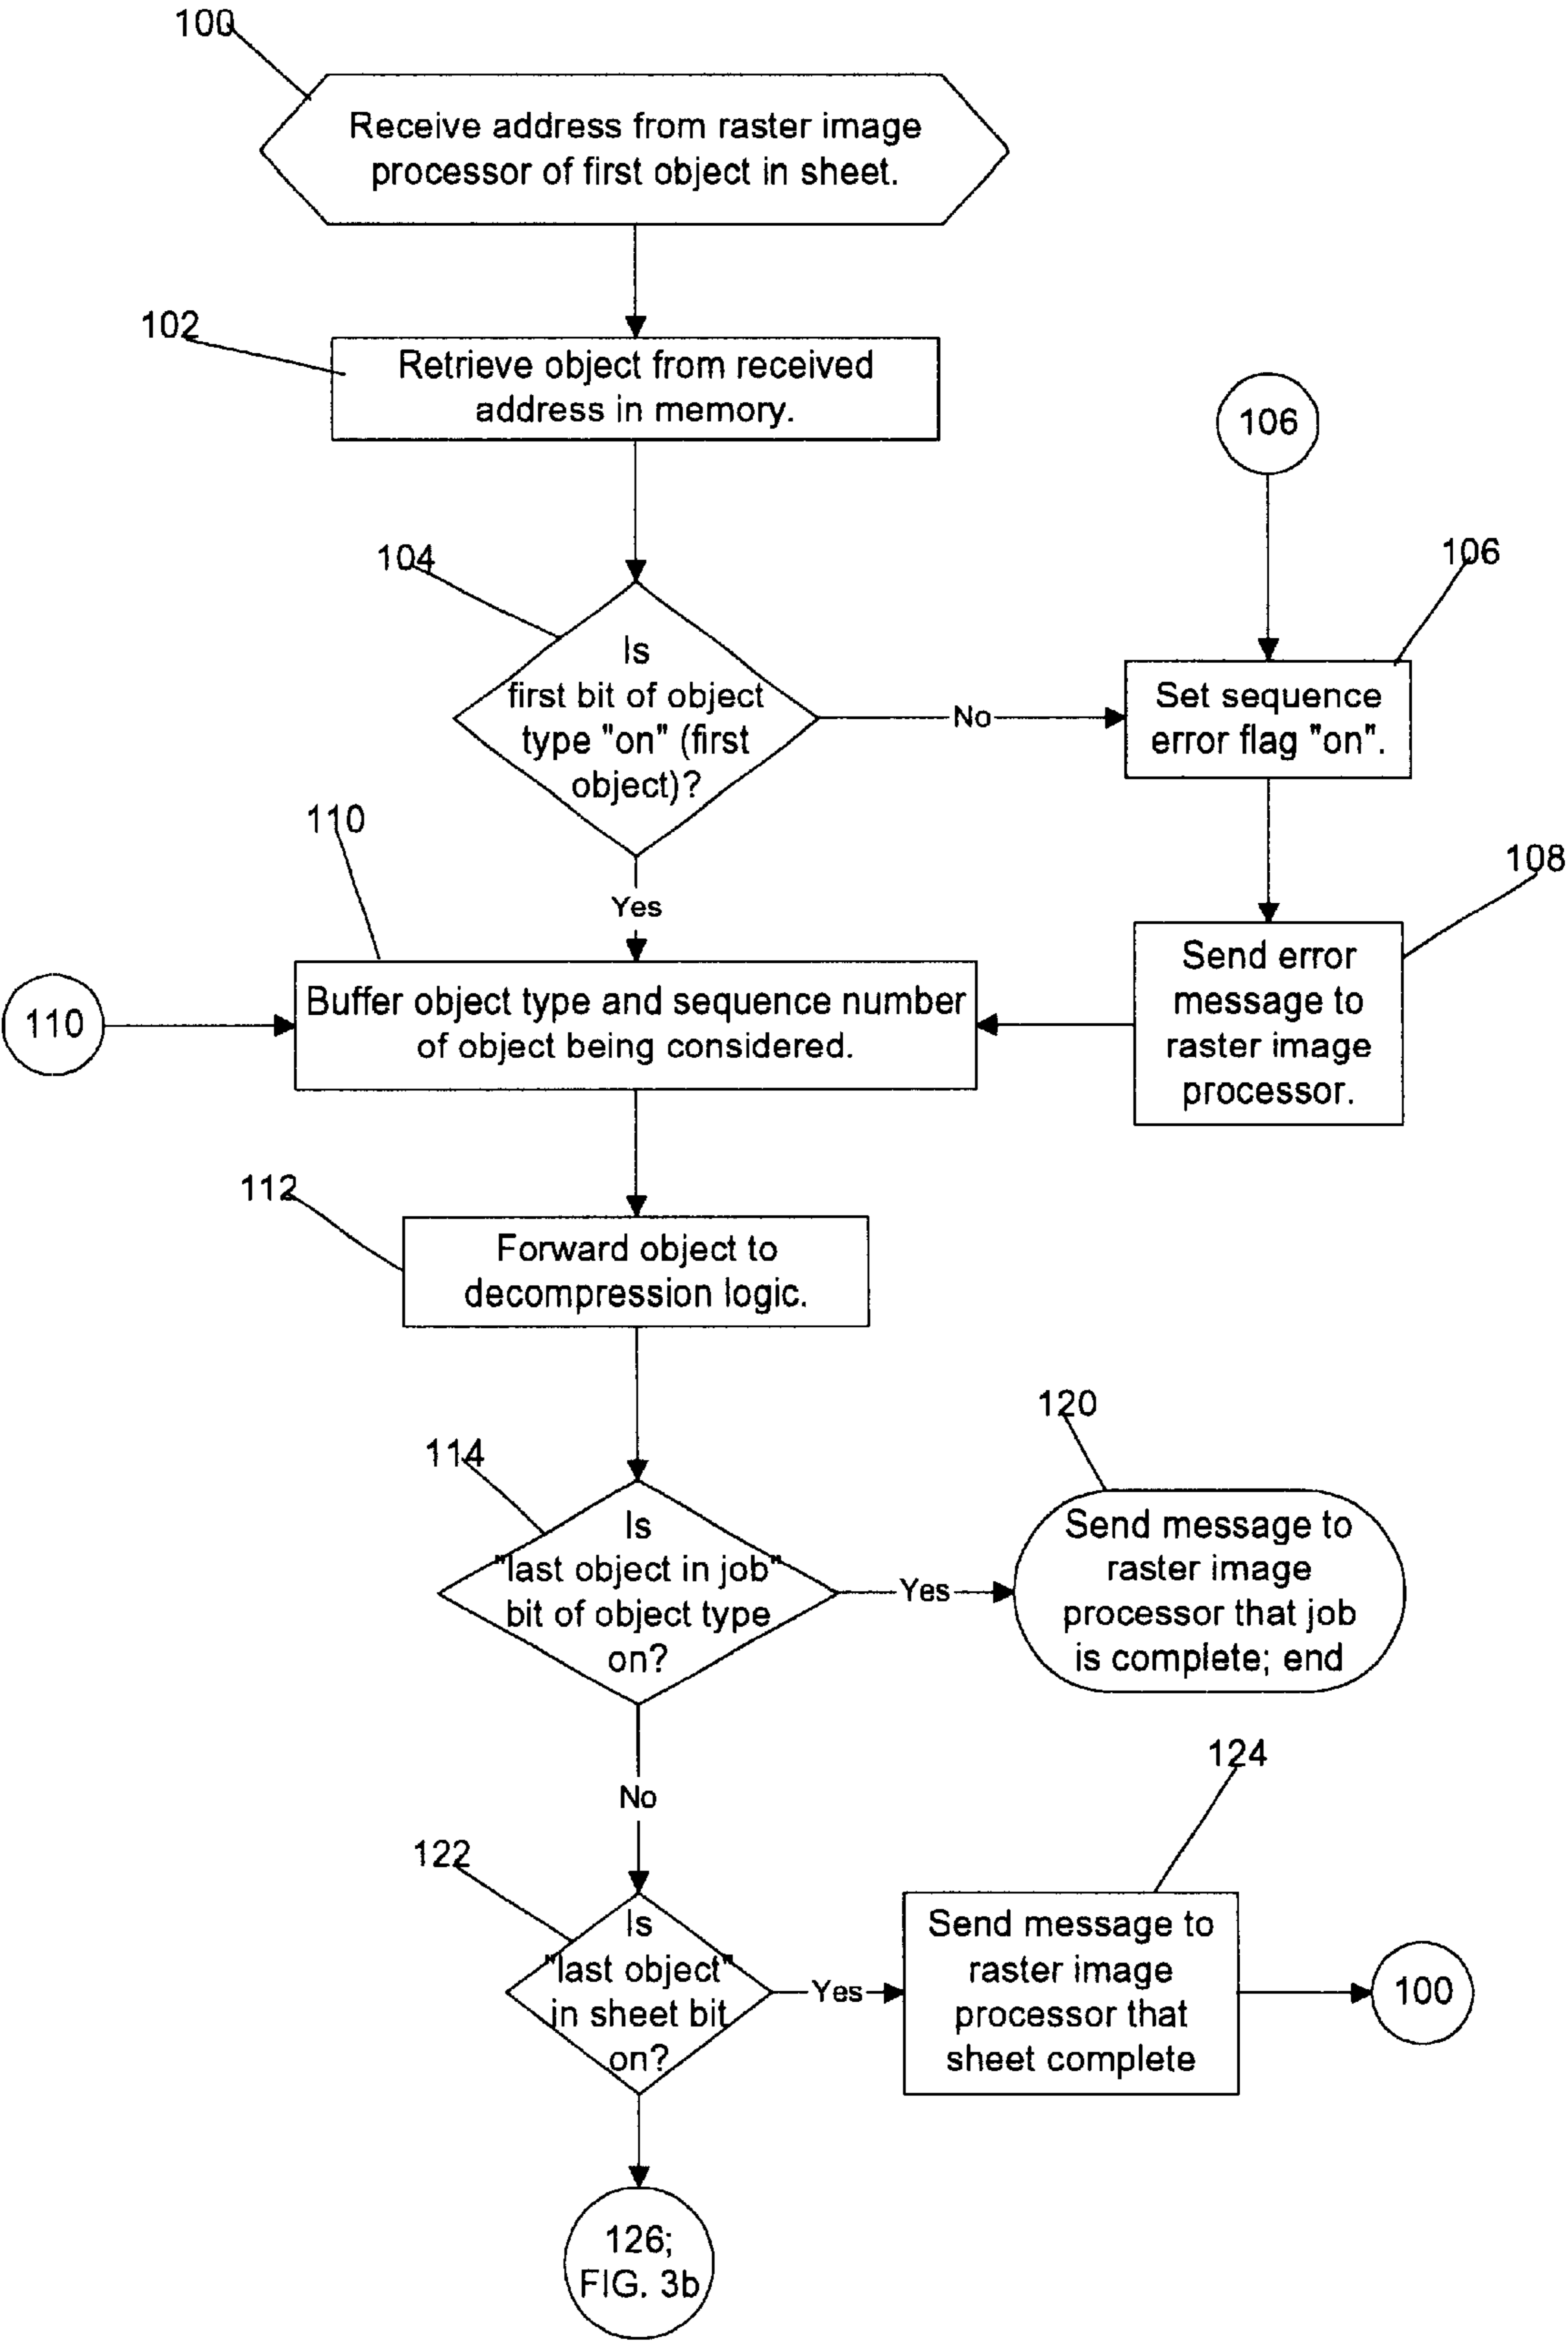 100
Receive address from raster image
processor of first object in sheet.
102
Retrieve object from received
address in memory.
106
104
Is
first bit of object
type "on" (first
object)?
No
106
Set sequence
error flag "on".
110
Yes
108
Send error
message to
raster image
processor.
110
Buffer object type and sequence number
of object being considered.
112
Forward object to
decompression logic.
114
Is
"last object in job"
bit of object type
on?
Yes
120
Send message to
raster image
processor that job
is complete; end
No
122
Is
"last object"
in sheet bit
on?
Yes
124
Send message to
raster image
processor that
sheet complete
100
126;
FIG. 3b